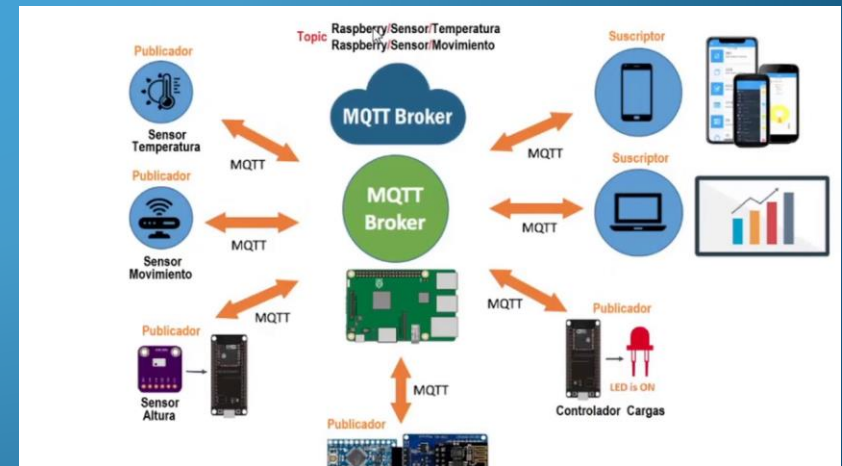 Topic Raspberry/Sensor/Temperatura
Raspberry/Sensor/Movimiento
Publicador
Sensor
Temperatura
MQTT
MQTT Broker
Suscriptor
MQTT
Publicador
Sensor
Movimiento
MQTT
MQTT
Broker
Suscriptor
MQTT
Publicador
Sensor
Altura
MQTT
MQTT
Publicador
LED is ON
Controlador Cargas
MQTT
Publicador